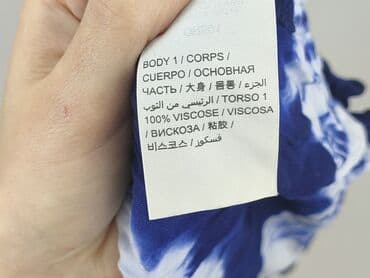 BODY 1 / CORPS /
CUERPO / ОСНОВНАЯ
ЧАСТЬ / 大身 / 몸통 / الجزء
الرئيسي من الثوب / TORSO 1
100% VISCOSE / VISCOSA
/ ВИСКОЗА / 粘胶 /
비스코스 / فسكوز